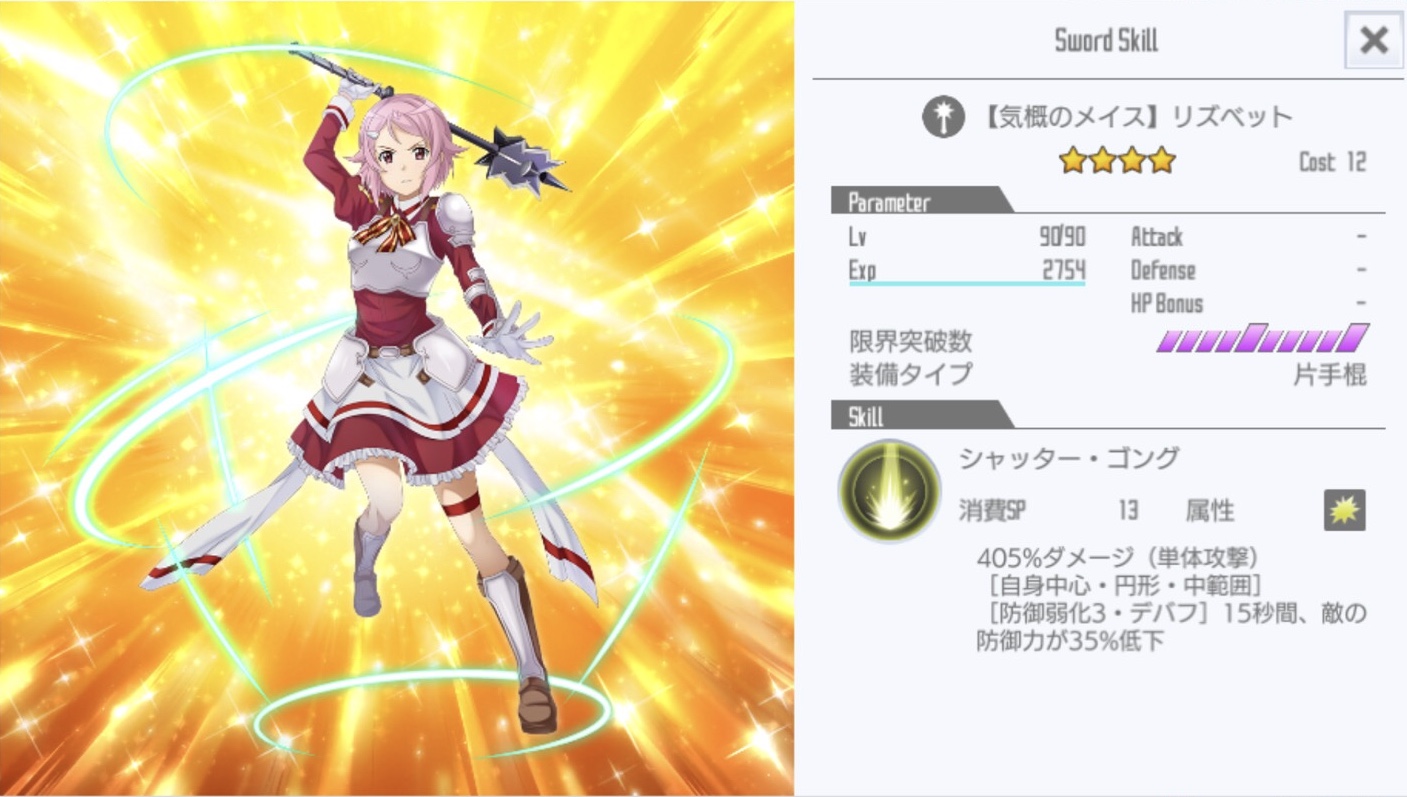 Sword Skill
【気概のメイス】リズベット
Cost 12
Parameter
Lv 90/90 Attack -
Exp 2754 Defense -
HP Bonus -
限界突破数
装備タイプ 片手棍
Skill
シャッター・ゴング
消費SP 13 属性
405%ダメージ（単体攻撃）
［自身中心・円形・中範囲］
［防御弱化3・デバフ］15秒間、敵の
防御力が35%低下